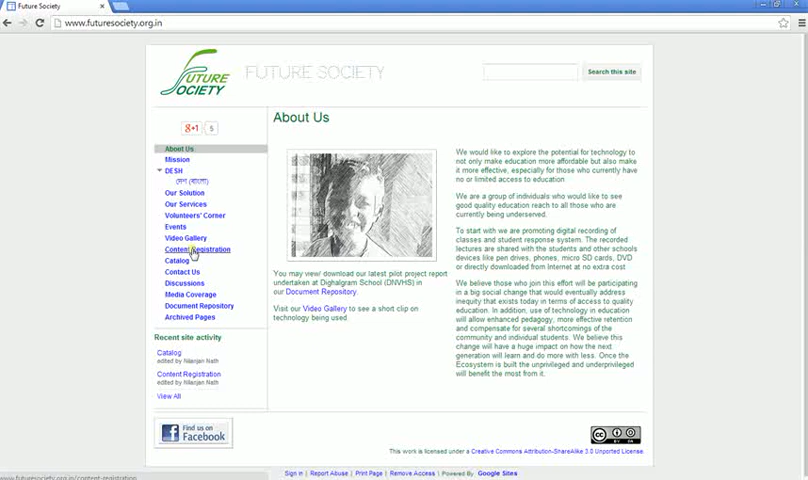 Future Society
www.futuresociety.org.in
FUTURE SOCIETY
FUTURE SOCIETY
Search this site
g+1 5
About Us
Mission
DESH
দেশ (বাংলা)
Our Solution
Our Services
Volunteers' Corner
Events
Video Gallery
Content Registration
Catalog
Contact Us
Discussions
Media Coverage
Document Repository
Archived Pages
Recent site activity
Catalog
edited by Nilanjan Nath
Content Registration
edited by Nilanjan Nath
View All
About Us
You may view/ download our latest pilot project report
undertaken at Dighalgram School (DNVHS) in
our Document Repository.
Visit our Video Gallery to see a short clip on
technology being used.
We would like to explore the potential for technology to
not only make education more affordable but also make
it more effective, especially for those who currently have
no or limited access to education
We are a group of individuals who would like to see
good quality education reach to all those who are
currently being underserved.
To start with we are promoting digital recording of
classes and student response system. The recorded
lectures are shared with the students and other schools
devices like pen drives, phones, micro SD cards, DVD
or directly downloaded from Internet at no extra cost
We believe those who join this effort will be participating
in a big social change that would eventually address
inequity that exists today in terms of access to quality
education. In addition, use of technology in education
will allow enhanced pedagogy, more effective retention
and compensate for several shortcomings of the
community and individual students. We believe this
change will have a huge impact on how the next
generation will learn and do more with less. Once the
Ecosystem is built the unprivileged and underprivileged
will benefit the most from it.
Find us on
Facebook
cc BY SA
This work is licensed under a Creative Commons Attribution-ShareAlike 3.0 Unported License.
Sign in | Report Abuse | Print Page | Remove Access | Powered By Google Sites
www.futuresociety.org.in/content-registration